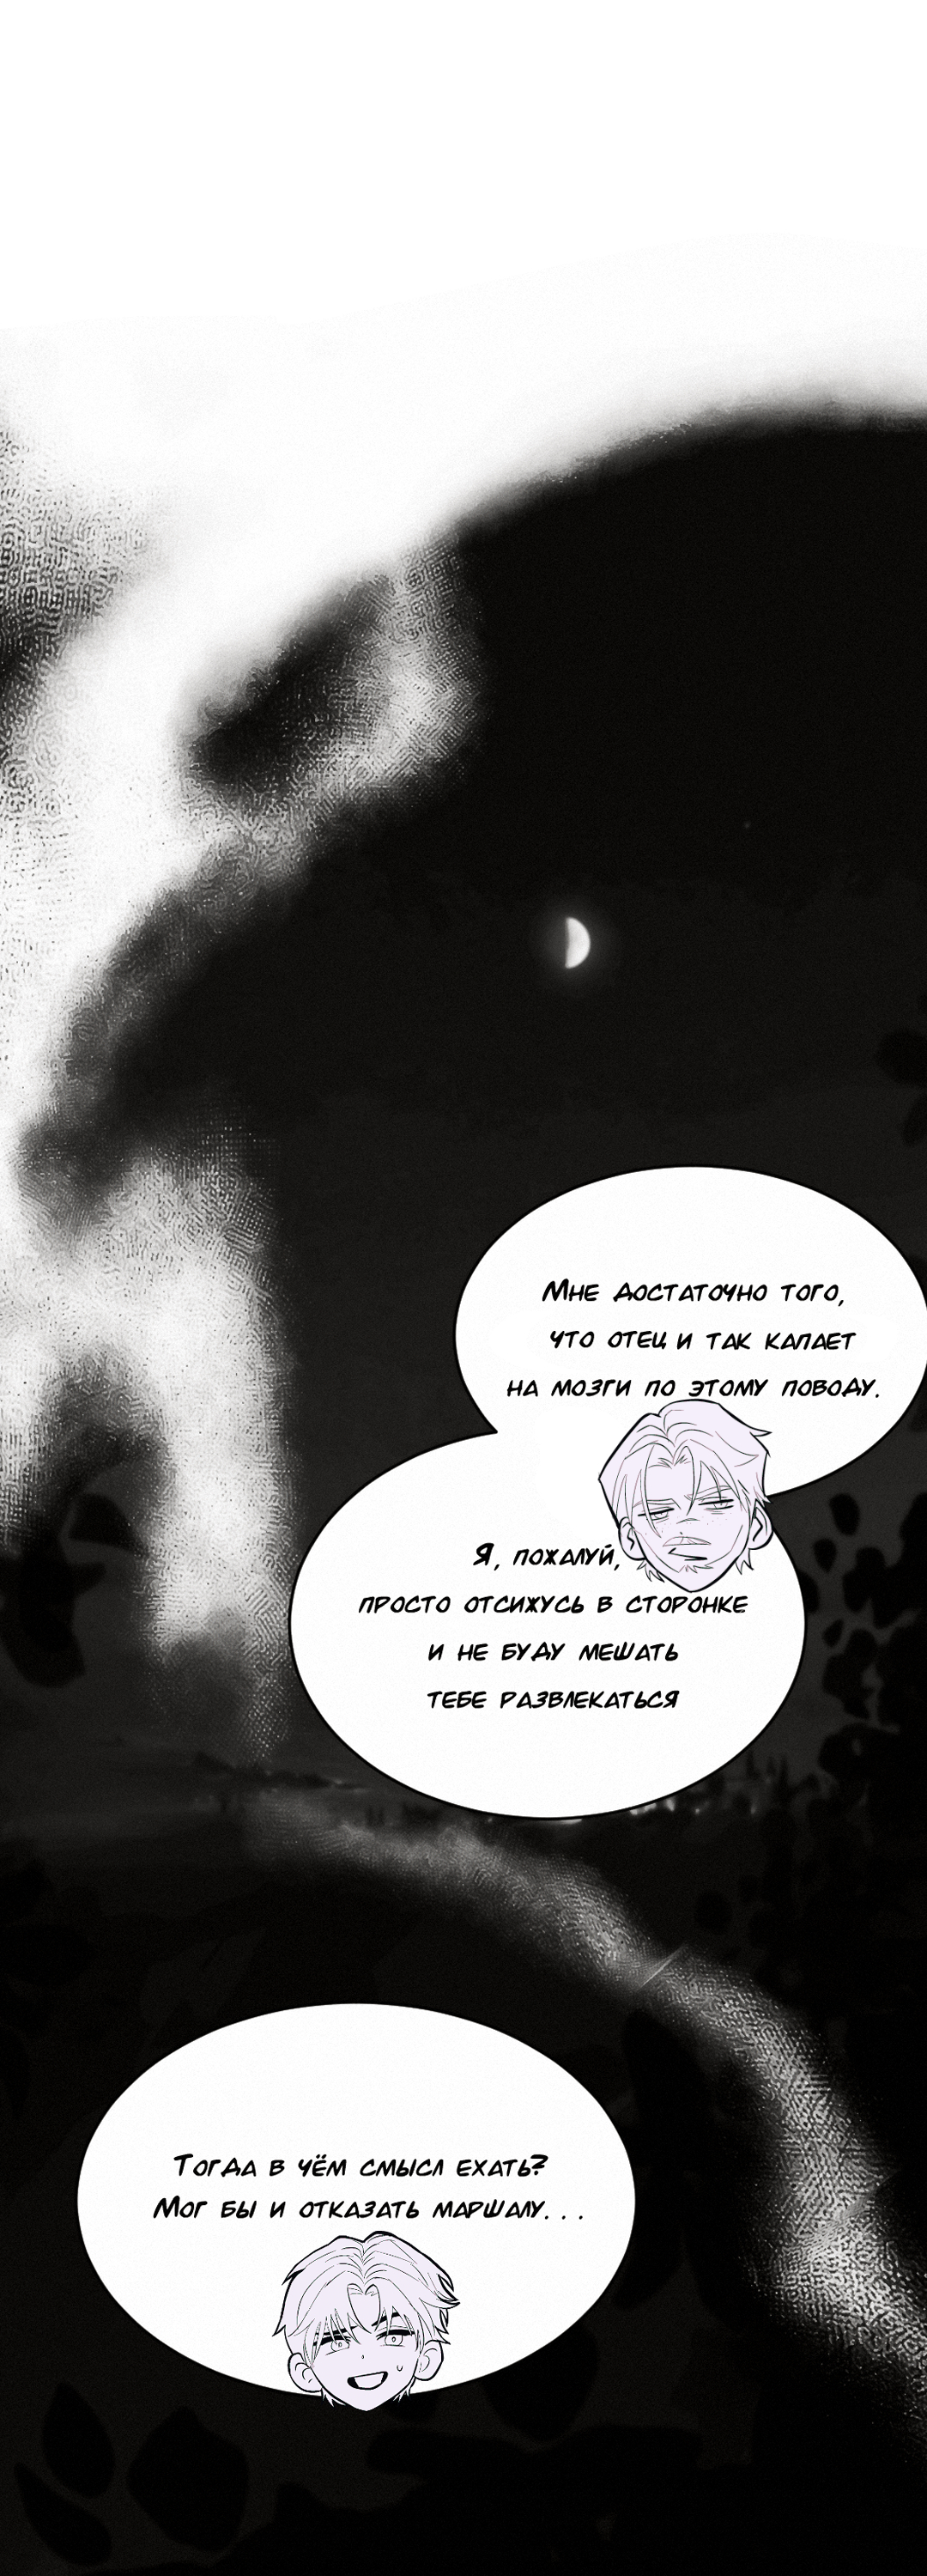 Мне достаточно того,
что отец и так капает
на мозги по этому поводу.
Я, пожалуй,
просто отсижусь в сторонке
и не буду мешать
тебе развлекаться
Тогда в чём смысл ехать?
Мог бы и отказать маршалу...